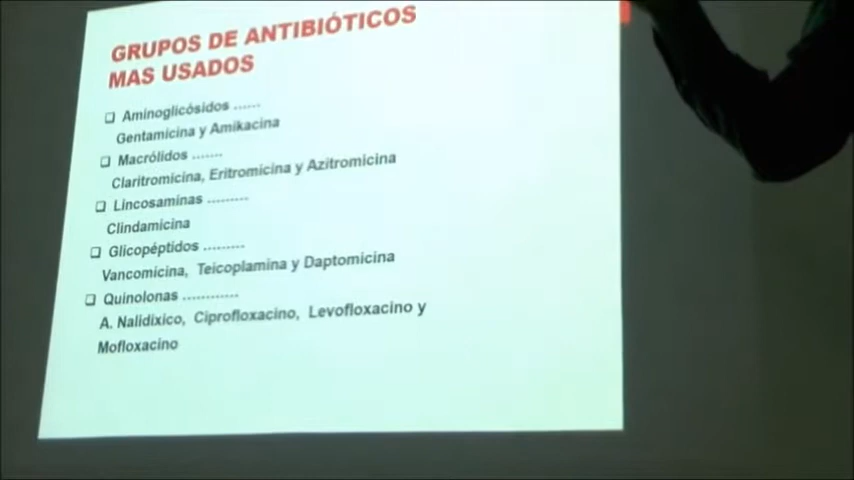 GRUPOS DE ANTIBIÓTICOS
MAS USADOS
❑ Aminoglicósidos ......
Gentamicina y Amikacina
❑ Macrólidos .......
Claritromicina, Eritromicina y Azitromicina
❑ Lincosaminas .........
Clindamicina
❑ Glicopéptidos .........
Vancomicina, Teicoplamina y Daptomicina
❑ Quinolonas ............
A. Nalidixico, Ciprofloxacino, Levofloxacino y
Mofloxacino